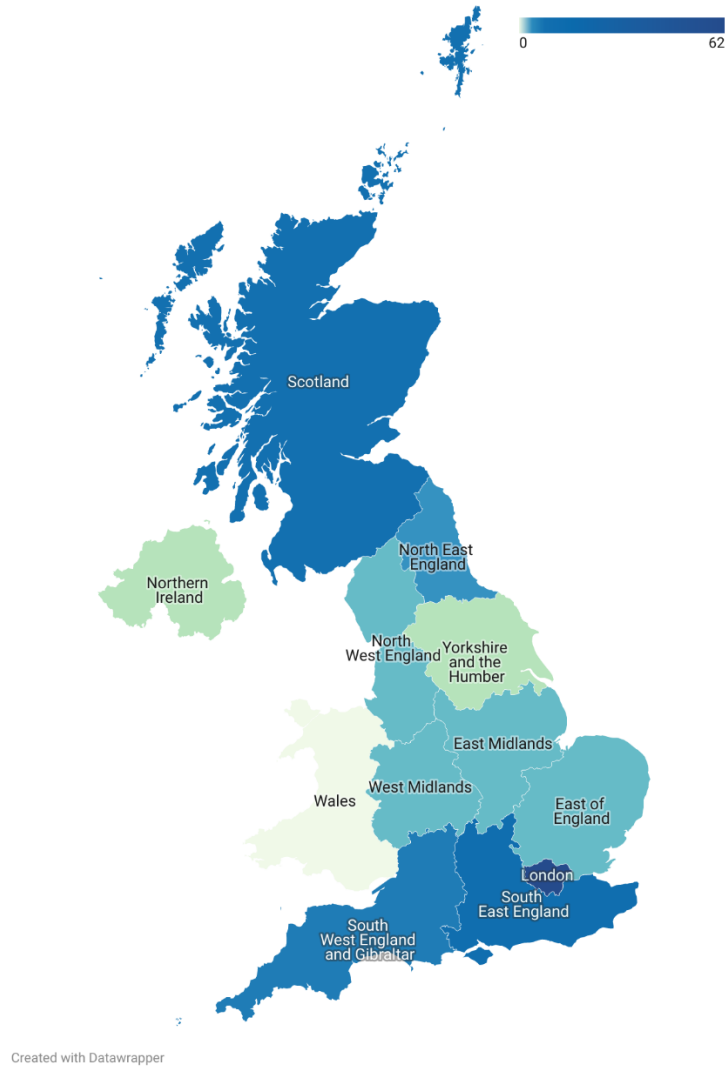 0
62
Scotland
North East
England
Northern
Ireland
North
West England
Yorkshire
and the
Humber
East Midlands
West Midlands
Wales
East of
England
London
South
East England
South
West England
and Gibraltar
Created with Datawrapper